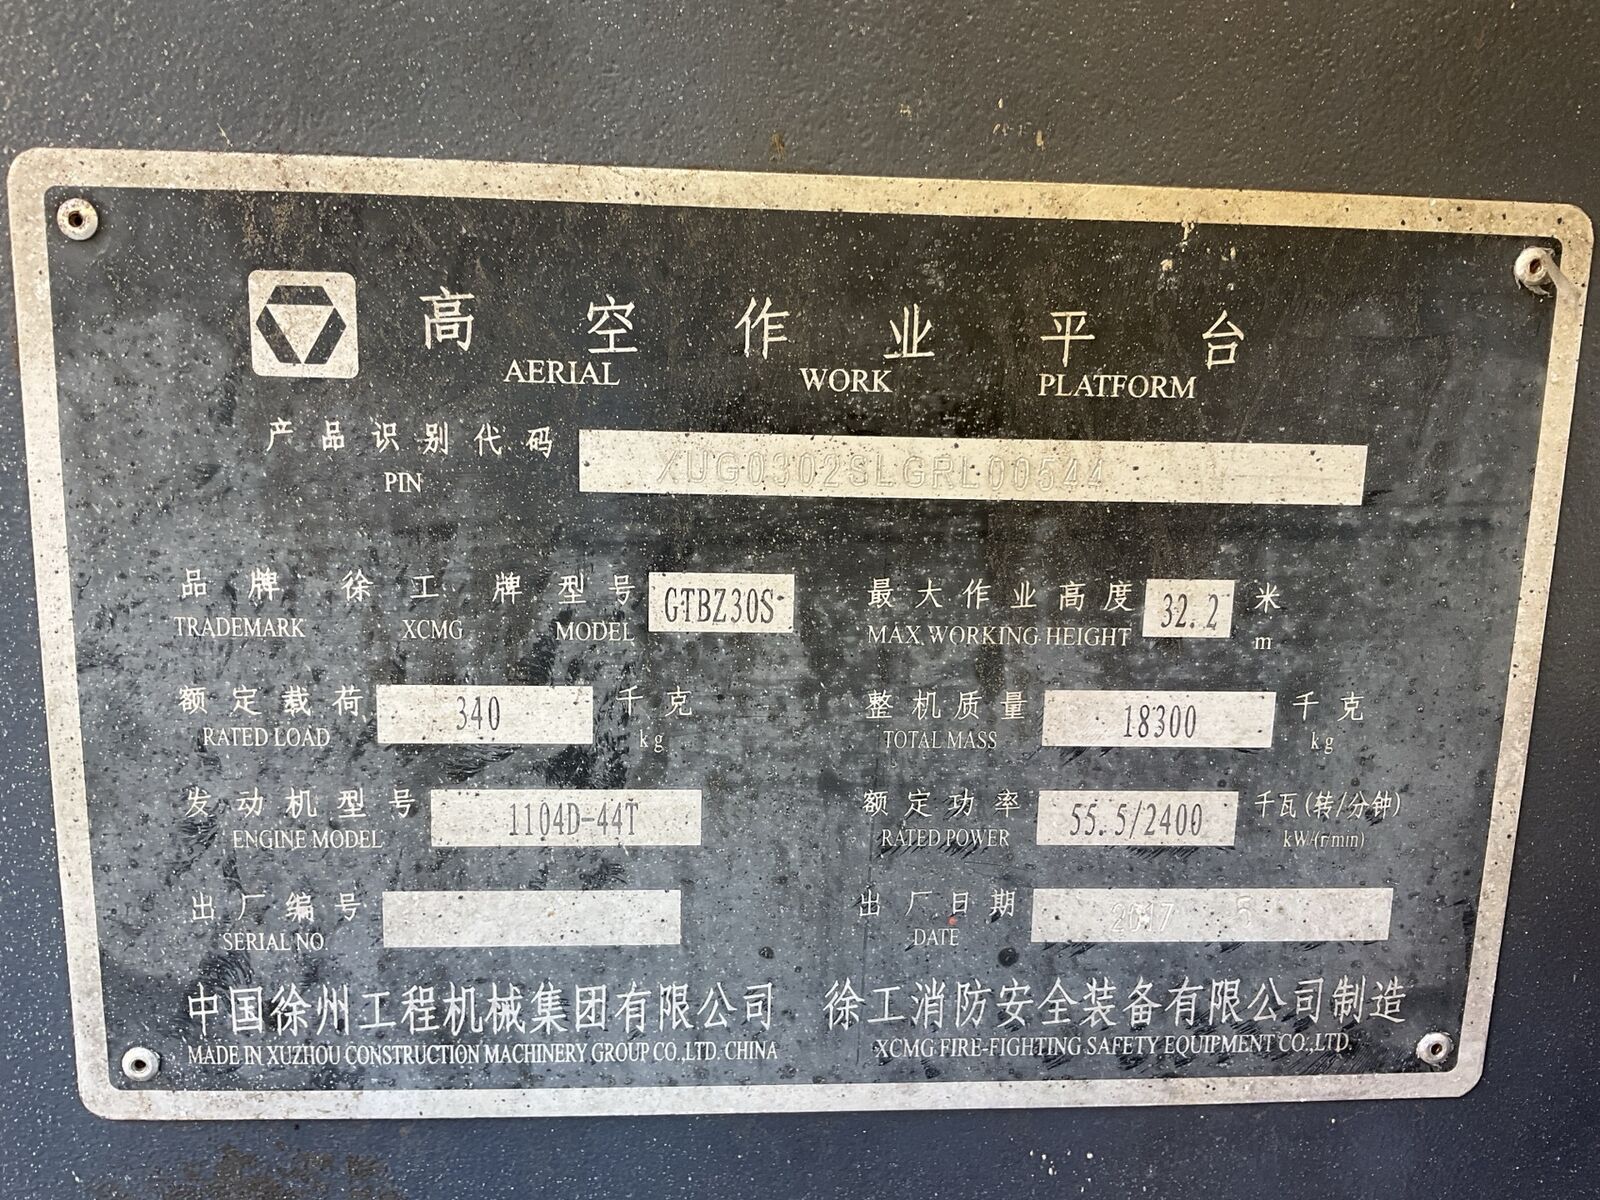 高空作业平台
AERIAL WORK PLATFORM
产品识别代码 XUG0302SLGRL00544
PIN
品牌 徐工牌 型号 GTBZ30S 最大作业高度 32.2 米
TRADEMARK XCMG MODEL MAX WORKING HEIGHT m
额定载荷 340 千克 整机质量 18300 千克
RATED LOAD kg TOTAL MASS kg
发动机型号 1104D-44T 额定功率 55.5/2400 千瓦(转/分钟)
ENGINE MODEL RATED POWER kW/(r/min)
出厂编号 出厂日期 2017 5
SERIAL NO. DATE
中国徐州工程机械集团有限公司 徐工消防安全装备有限公司制造
MADE IN XUZHOU CONSTRUCTION MACHINERY GROUP CO.,LTD. CHINA XCMG FIRE-FIGHTING SAFETY EQUIPMENT CO.,LTD.